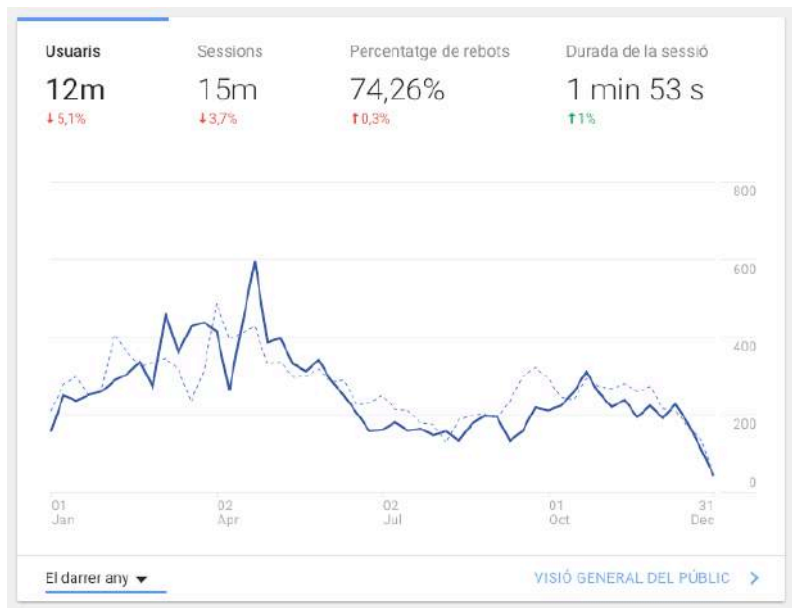 Usuaris Sessions Percentatge de rebots Durada de la sessió
12m 15m 74,26% 1 min 53 s
↓ 5,1% ↓ 3,7% ↑ 0,3% ↑ 1%
800
600
400
200
0
01 02 02 01 31
Jan Apr Jul Oct Dec
El darrer any VISIÓ GENERAL DEL PÚBLIC